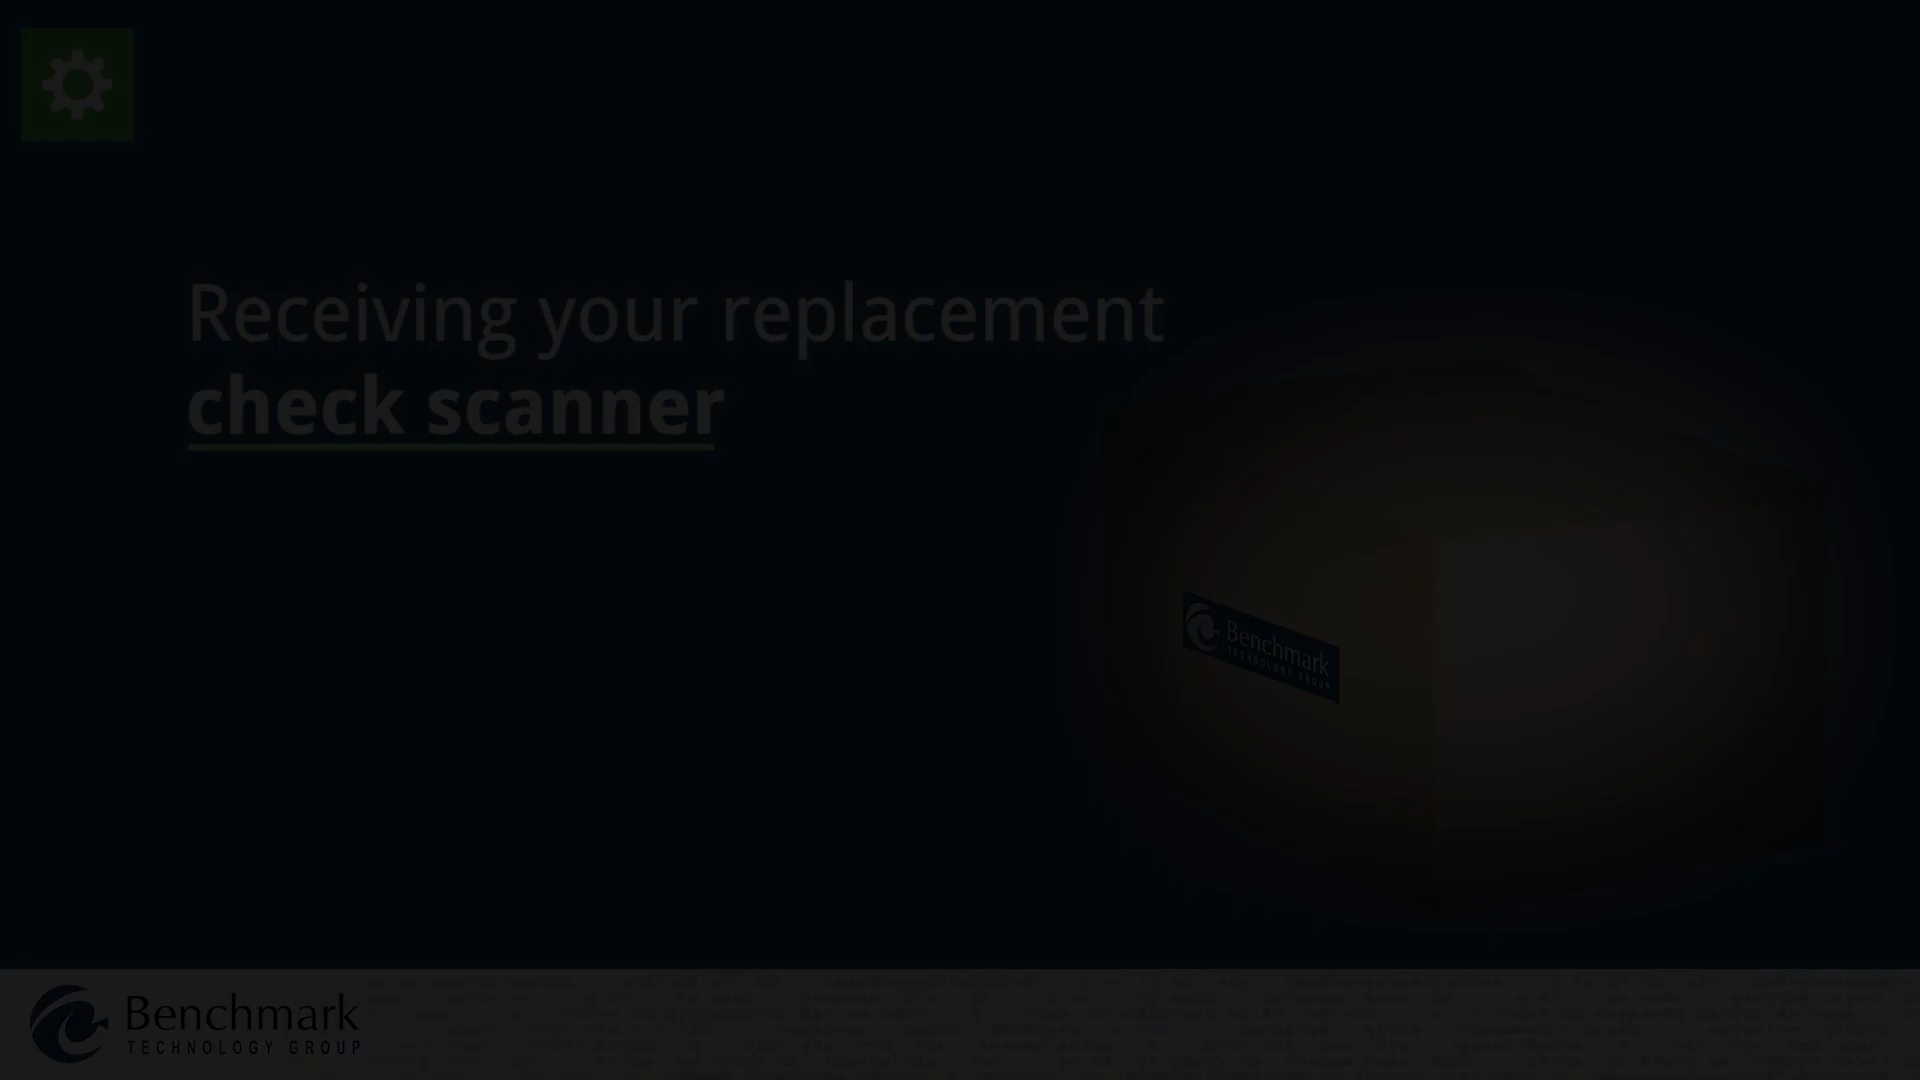 Receiving your replacement
check scanner
Benchmark
TECHNOLOGY GROUP
Benchmark
TECHNOLOGY GROUP